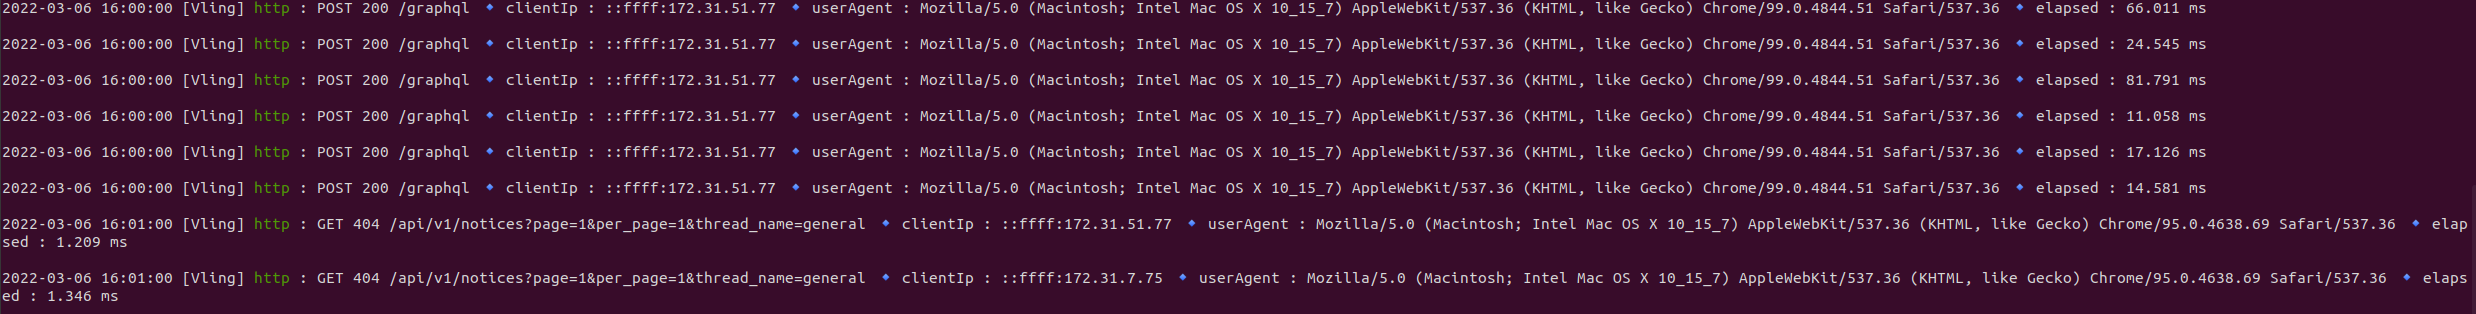 2022-03-06 16:00:00 [Vling] http : POST 200 /graphql 🔹 clientIp : ::ffff:172.31.51.77 🔹 userAgent : Mozilla/5.0 (Macintosh; Intel Mac OS X 10_15_7) AppleWebKit/537.36 (KHTML, like Gecko) Chrome/99.0.4844.51 Safari/537.36 🔹 elapsed : 66.011 ms
2022-03-06 16:00:00 [Vling] http : POST 200 /graphql 🔹 clientIp : ::ffff:172.31.51.77 🔹 userAgent : Mozilla/5.0 (Macintosh; Intel Mac OS X 10_15_7) AppleWebKit/537.36 (KHTML, like Gecko) Chrome/99.0.4844.51 Safari/537.36 🔹 elapsed : 24.545 ms
2022-03-06 16:00:00 [Vling] http : POST 200 /graphql 🔹 clientIp : ::ffff:172.31.51.77 🔹 userAgent : Mozilla/5.0 (Macintosh; Intel Mac OS X 10_15_7) AppleWebKit/537.36 (KHTML, like Gecko) Chrome/99.0.4844.51 Safari/537.36 🔹 elapsed : 81.791 ms
2022-03-06 16:00:00 [Vling] http : POST 200 /graphql 🔹 clientIp : ::ffff:172.31.51.77 🔹 userAgent : Mozilla/5.0 (Macintosh; Intel Mac OS X 10_15_7) AppleWebKit/537.36 (KHTML, like Gecko) Chrome/99.0.4844.51 Safari/537.36 🔹 elapsed : 11.058 ms
2022-03-06 16:00:00 [Vling] http : POST 200 /graphql 🔹 clientIp : ::ffff:172.31.51.77 🔹 userAgent : Mozilla/5.0 (Macintosh; Intel Mac OS X 10_15_7) AppleWebKit/537.36 (KHTML, like Gecko) Chrome/99.0.4844.51 Safari/537.36 🔹 elapsed : 17.126 ms
2022-03-06 16:00:00 [Vling] http : POST 200 /graphql 🔹 clientIp : ::ffff:172.31.51.77 🔹 userAgent : Mozilla/5.0 (Macintosh; Intel Mac OS X 10_15_7) AppleWebKit/537.36 (KHTML, like Gecko) Chrome/99.0.4844.51 Safari/537.36 🔹 elapsed : 14.581 ms
2022-03-06 16:01:00 [Vling] http : GET 404 /api/v1/notices?page=1&per_page=1&thread_name=general 🔹 clientIp : ::ffff:172.31.51.77 🔹 userAgent : Mozilla/5.0 (Macintosh; Intel Mac OS X 10_15_7) AppleWebKit/537.36 (KHTML, like Gecko) Chrome/95.0.4638.69 Safari/537.36 🔹 elap
sed : 1.209 ms
2022-03-06 16:01:00 [Vling] http : GET 404 /api/v1/notices?page=1&per_page=1&thread_name=general 🔹 clientIp : ::ffff:172.31.7.75 🔹 userAgent : Mozilla/5.0 (Macintosh; Intel Mac OS X 10_15_7) AppleWebKit/537.36 (KHTML, like Gecko) Chrome/95.0.4638.69 Safari/537.36 🔹 elaps
ed : 1.346 ms